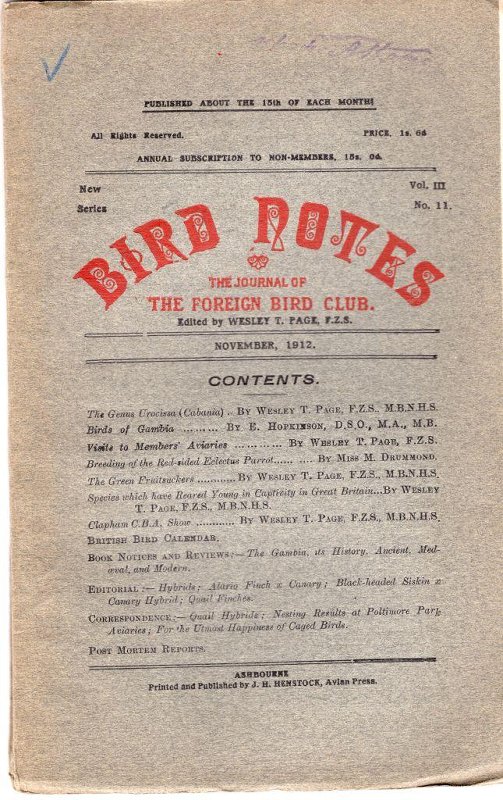 PUBLISHED ABOUT THE 15th OF EACH MONTH.
All Rights Reserved. PRICE, 1s. 6d.
ANNUAL SUBSCRIPTION TO NON-MEMBERS, 15s. 0d.
New Series
Vol. III No. 11.
BIRD NOTES
THE JOURNAL OF
THE FOREIGN BIRD CLUB.
Edited by WESLEY T. PAGE, F.Z.S.
NOVEMBER, 1912.
CONTENTS.
The Genus Urocissa (Cabania) .. BY WESLEY T. PAGE, F.Z.S., M.B.N.H.S.
Birds of Gambia .......... BY E. HOPKINSON, D.S.O., M.A., M.B.
Visits to Members' Aviaries ............ BY WESLEY T. PAGE, F.Z.S.
Breeding of the Red-sided Eclectus Parrot.......... BY MISS M. DRUMMOND.
The Green Fruitsuckers ............ BY WESLEY T. PAGE, F.Z.S., M.B.N.H.S.
Species which have Reared Young in Captivity in Great Britain...BY WESLEY
T. PAGE, F.Z.S., M.B.N.H.S.
Clapham C.B.A. Show ............ BY WESLEY T. PAGE, F.Z.S., M.B.N.H.S.
BRITISH BIRD CALENDAR.
BOOK NOTICES AND REVIEWS:—The Gambia, its History, Ancient, Med-
œval, and Modern.
EDITORIAL :— Hybrids; Alario Finch x Canary; Black-headed Siskin x
Canary Hybrid; Quail Finches.
CORRESPONDENCE :—Quail Hybrids; Nesting Results at Poltimore Park
Aviaries; For the Utmost Happiness of Caged Birds.
POST MORTEM REPORTS.
ASHBOURNE
Printed and Published by J. H. HENSTOCK, Avian Press.